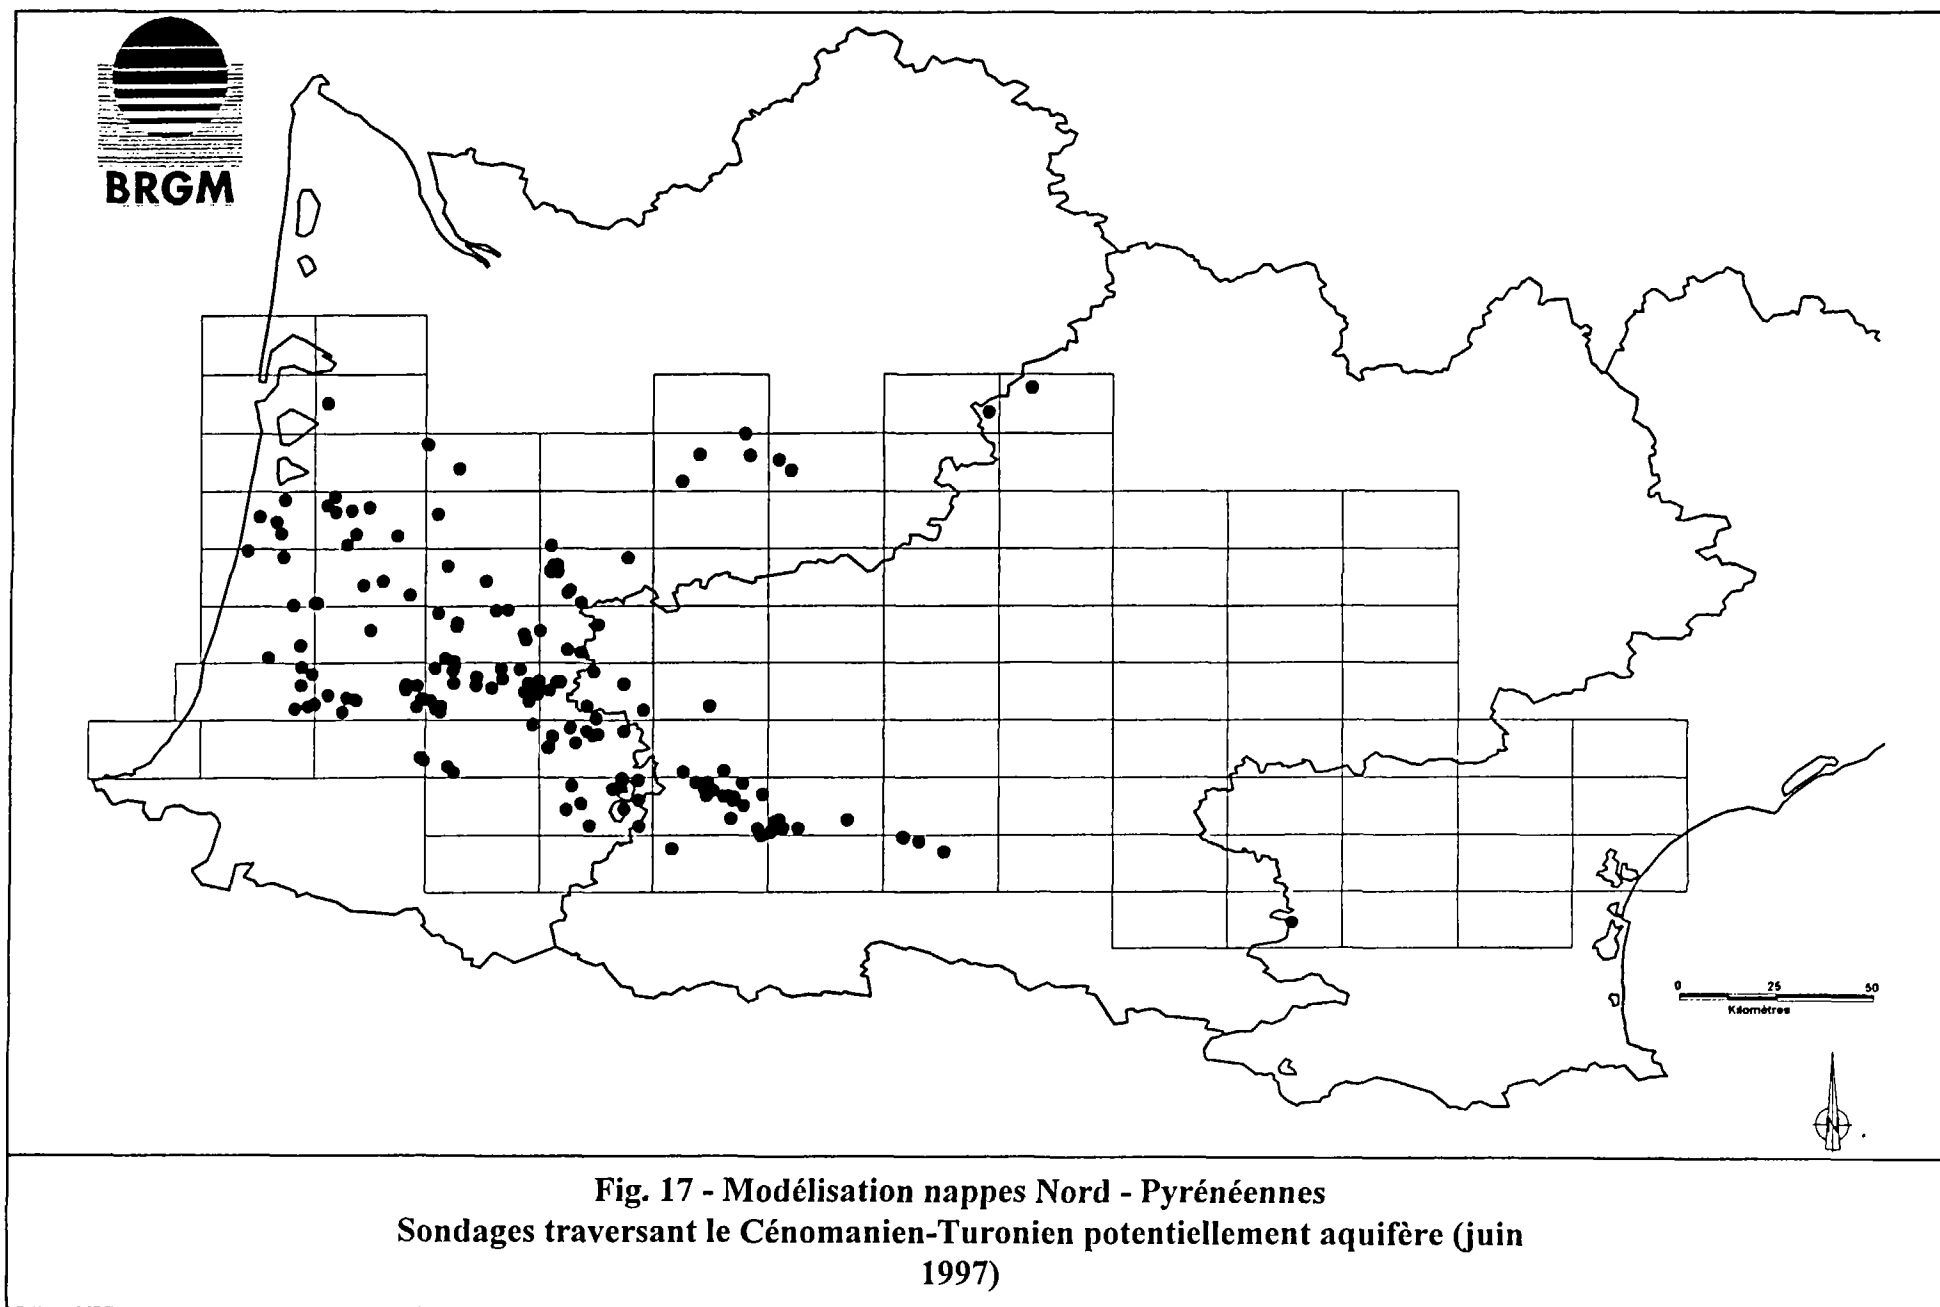 BRGM
0 25 50
Kilomètres
N
Fig. 17 - Modélisation nappes Nord - Pyrénéennes
Sondages traversant le Cénomanien-Turonien potentiellement aquifère (juin
1997)